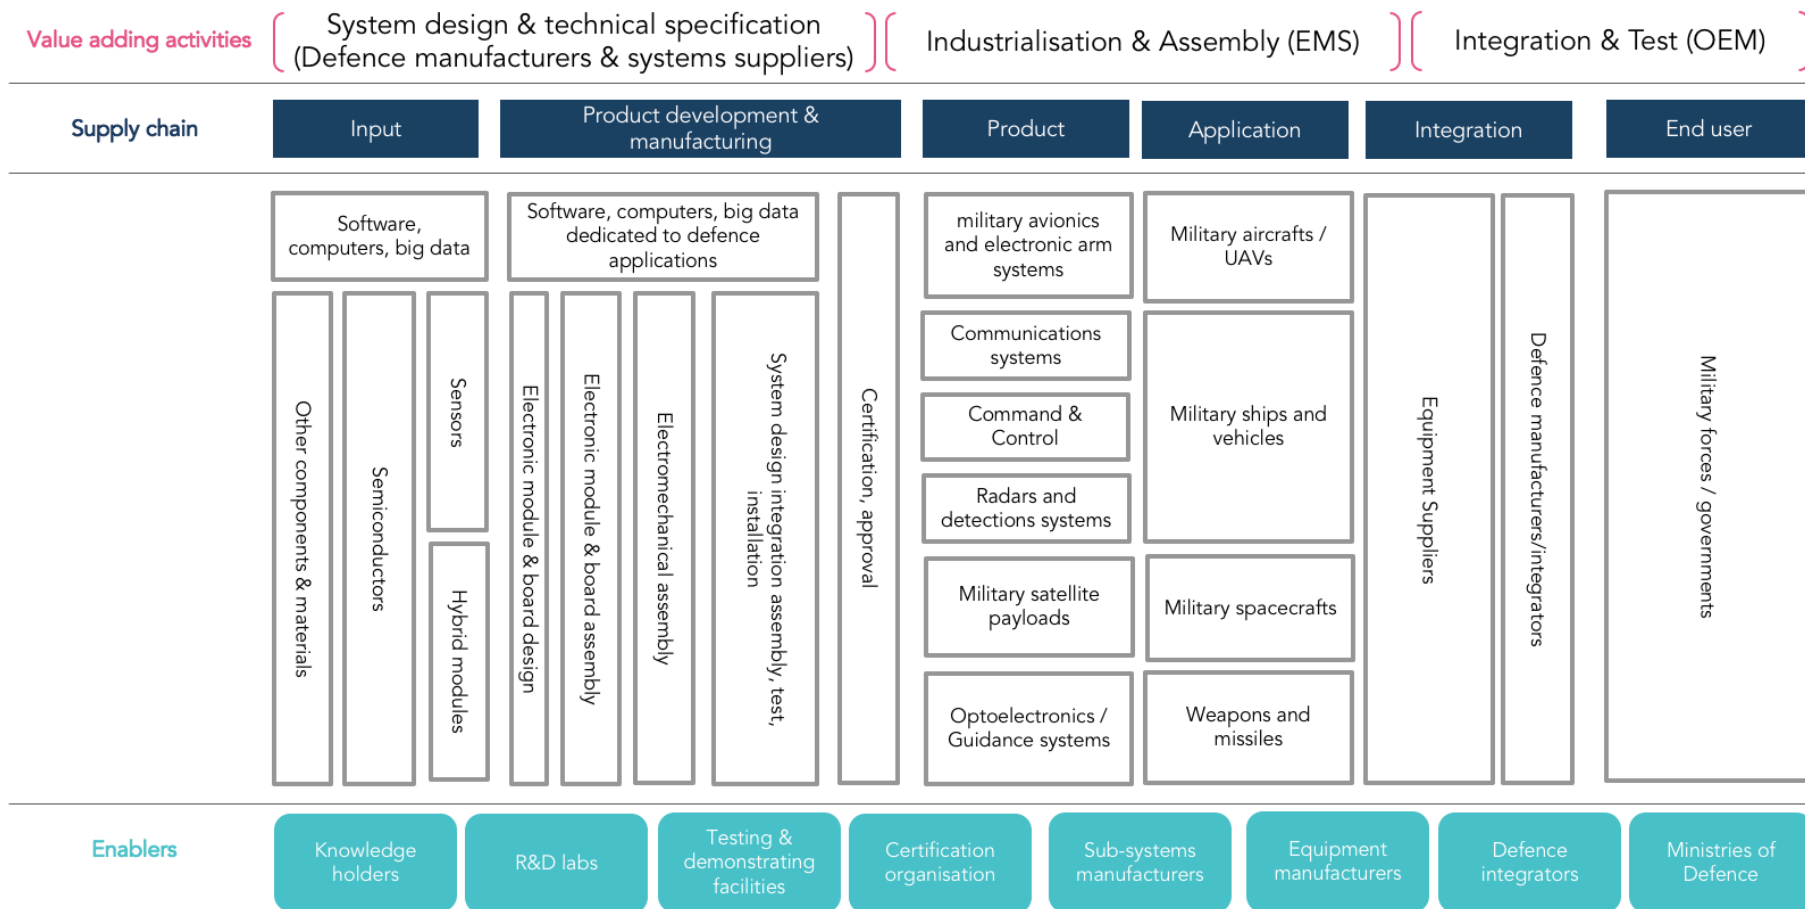 Value adding activities
System design & technical specification
(Defence manufacturers & systems suppliers)
Industrialisation & Assembly (EMS)
Integration & Test (OEM)
Supply chain
Input
Product development &
manufacturing
Product
Application
Integration
End user
Software,
computers, big data
Other components & materials
Semiconductors
Sensors
Hybrid modules
Software, computers, big data
dedicated to defence
applications
Electronic module & board design
Electronic module & board assembly
Electromechanical assembly
System design integration assembly, test,
installation
Certification, approval
military avionics
and electronic arm
systems
Communications
systems
Command &
Control
Radars and
detections systems
Military satellite
payloads
Optoelectronics /
Guidance systems
Military aircrafts /
UAVs
Military ships and
vehicles
Military spacecrafts
Weapons and
missiles
Equipment Suppliers
Defence manufacturers/integrators
Military forces / governments
Enablers
Knowledge
holders
R&D labs
Testing &
demonstrating
facilities
Certification
organisation
Sub-systems
manufacturers
Equipment
manufacturers
Defence
integrators
Ministries of
Defence